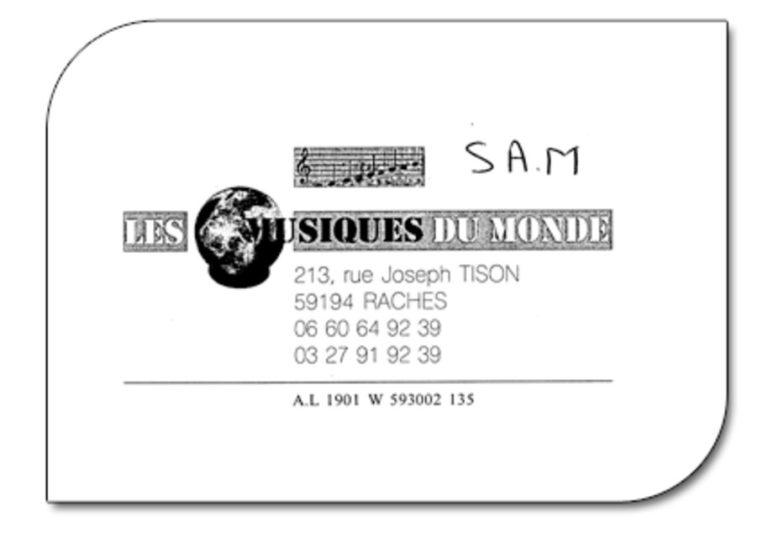 SA.M
LES MUSIQUES DU MONDE
213, rue Joseph TISON
59194 RACHES
06 60 64 92 39
03 27 91 92 39
A.L 1901 W 593002 135